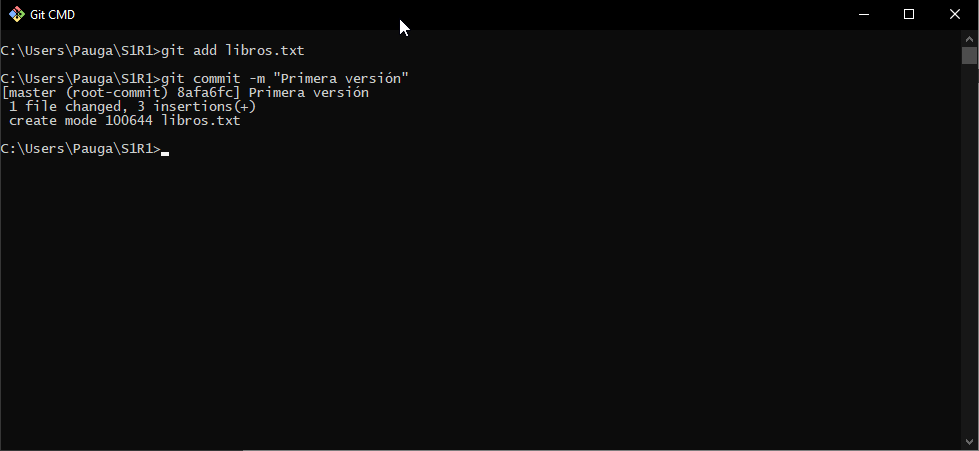 Git CMD
C:\Users\Pauga\S1R1>git add libros.txt
C:\Users\Pauga\S1R1>git commit -m "Primera versión"
[master (root-commit) 8afa6fc] Primera versión
 1 file changed, 3 insertions(+)
 create mode 100644 libros.txt
C:\Users\Pauga\S1R1>